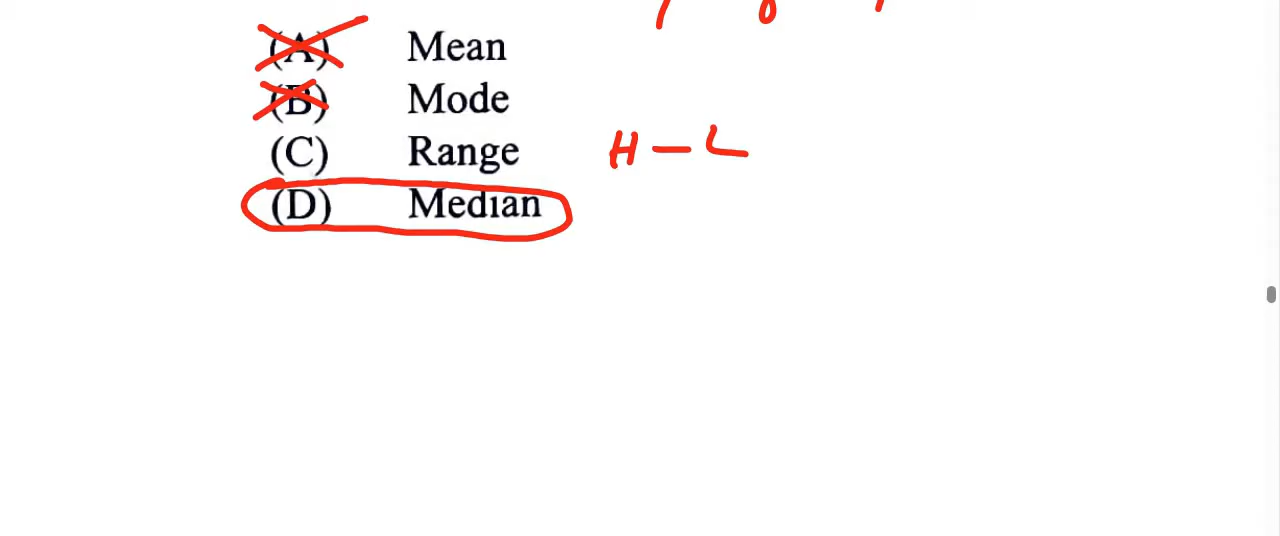 (A) Mean
(B) Mode
(C) Range H – L
(D) Median